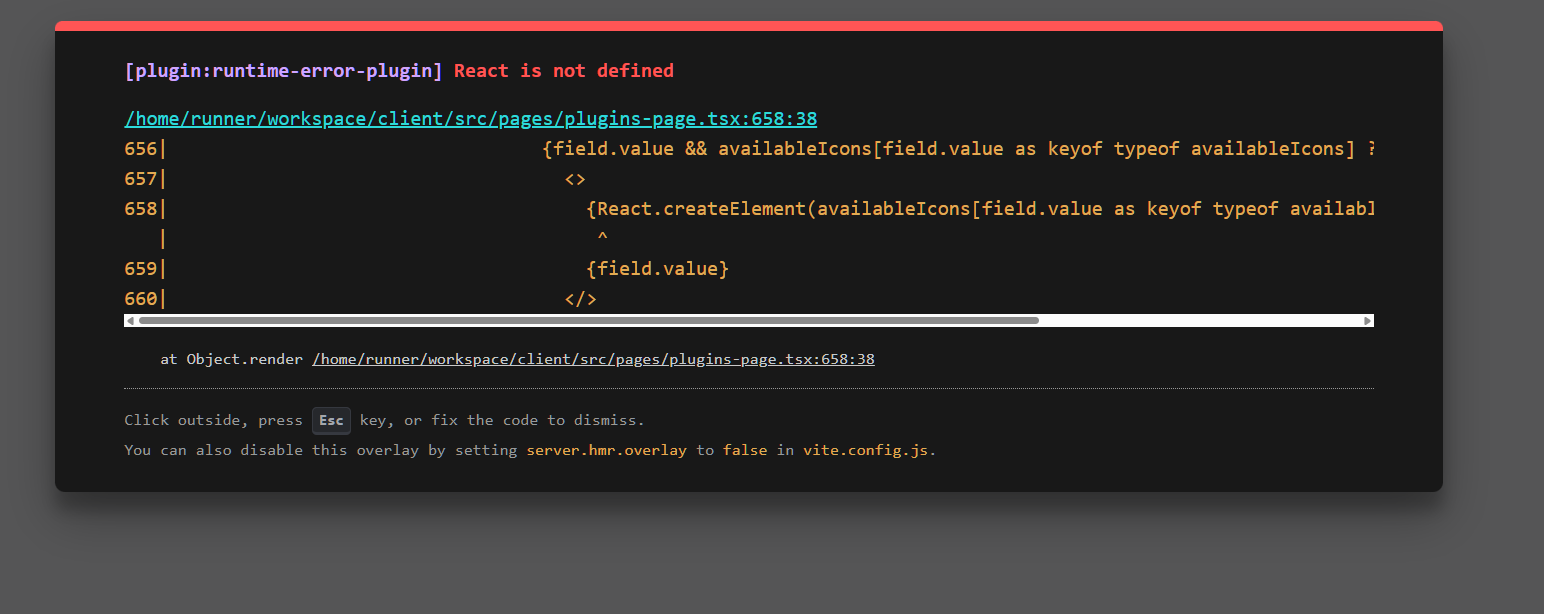 [plugin:runtime-error-plugin] React is not defined
/home/runner/workspace/client/src/pages/plugins-page.tsx:658:38
656|                                  {field.value && availableIcons[field.value as keyof typeof availableIcons] ?
657|                                    <>
658|                                      {React.createElement(availableIcons[field.value as keyof typeof availabl
   |                                       ^
659|                                      {field.value}
660|                                    </>
at Object.render /home/runner/workspace/client/src/pages/plugins-page.tsx:658:38
Click outside, press Esc key, or fix the code to dismiss.
You can also disable this overlay by setting server.hmr.overlay to false in vite.config.js.